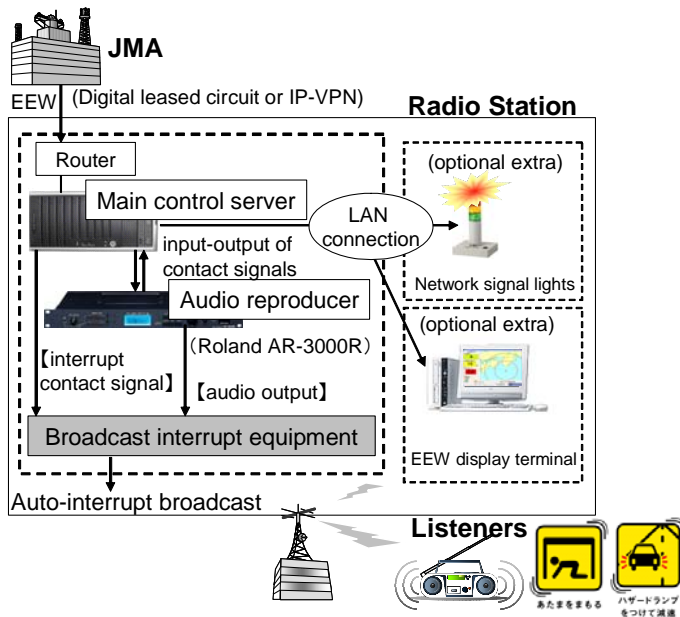 JMA
EEW
(Digital leased circuit or IP-VPN)
Radio Station
Router
Main control server
LAN
connection
(optional extra)
Network signal lights
input-output of
contact signals
Audio reproducer
(Roland AR-3000R)
(optional extra)
EEW display terminal
【interrupt
contact signal】
【audio output】
Broadcast interrupt equipment
Auto-interrupt broadcast
Listeners
あたまをまもる
ハザードランプ
をつけて減速